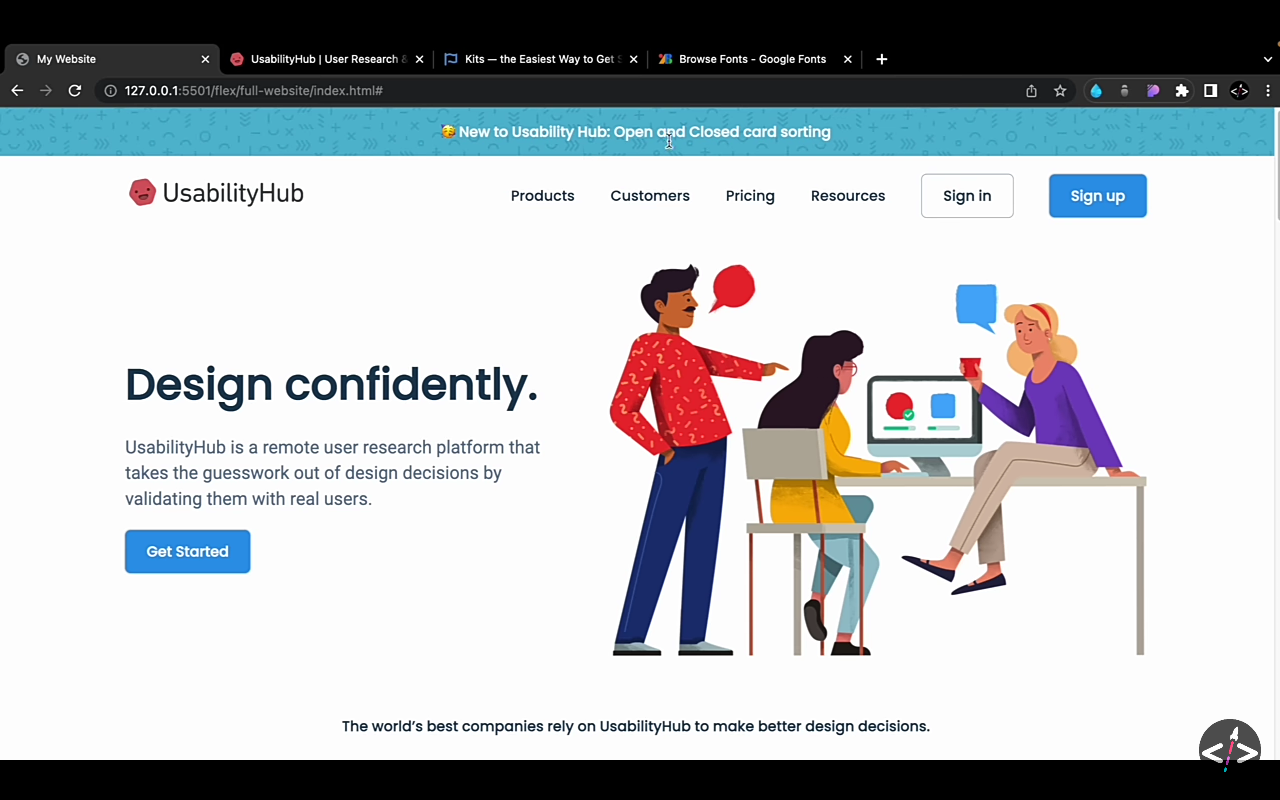 My Website
UsabilityHub | User Research &
Kits — the Easiest Way to Get S
Browse Fonts - Google Fonts
127.0.0.1:5501/flex/full-website/index.html#
🥳 New to Usability Hub: Open and Closed card sorting
UsabilityHub
Products
Customers
Pricing
Resources
Sign in
Sign up
Design confidently.
UsabilityHub is a remote user research platform that
takes the guesswork out of design decisions by
validating them with real users.
Get Started
The world's best companies rely on UsabilityHub to make better design decisions.